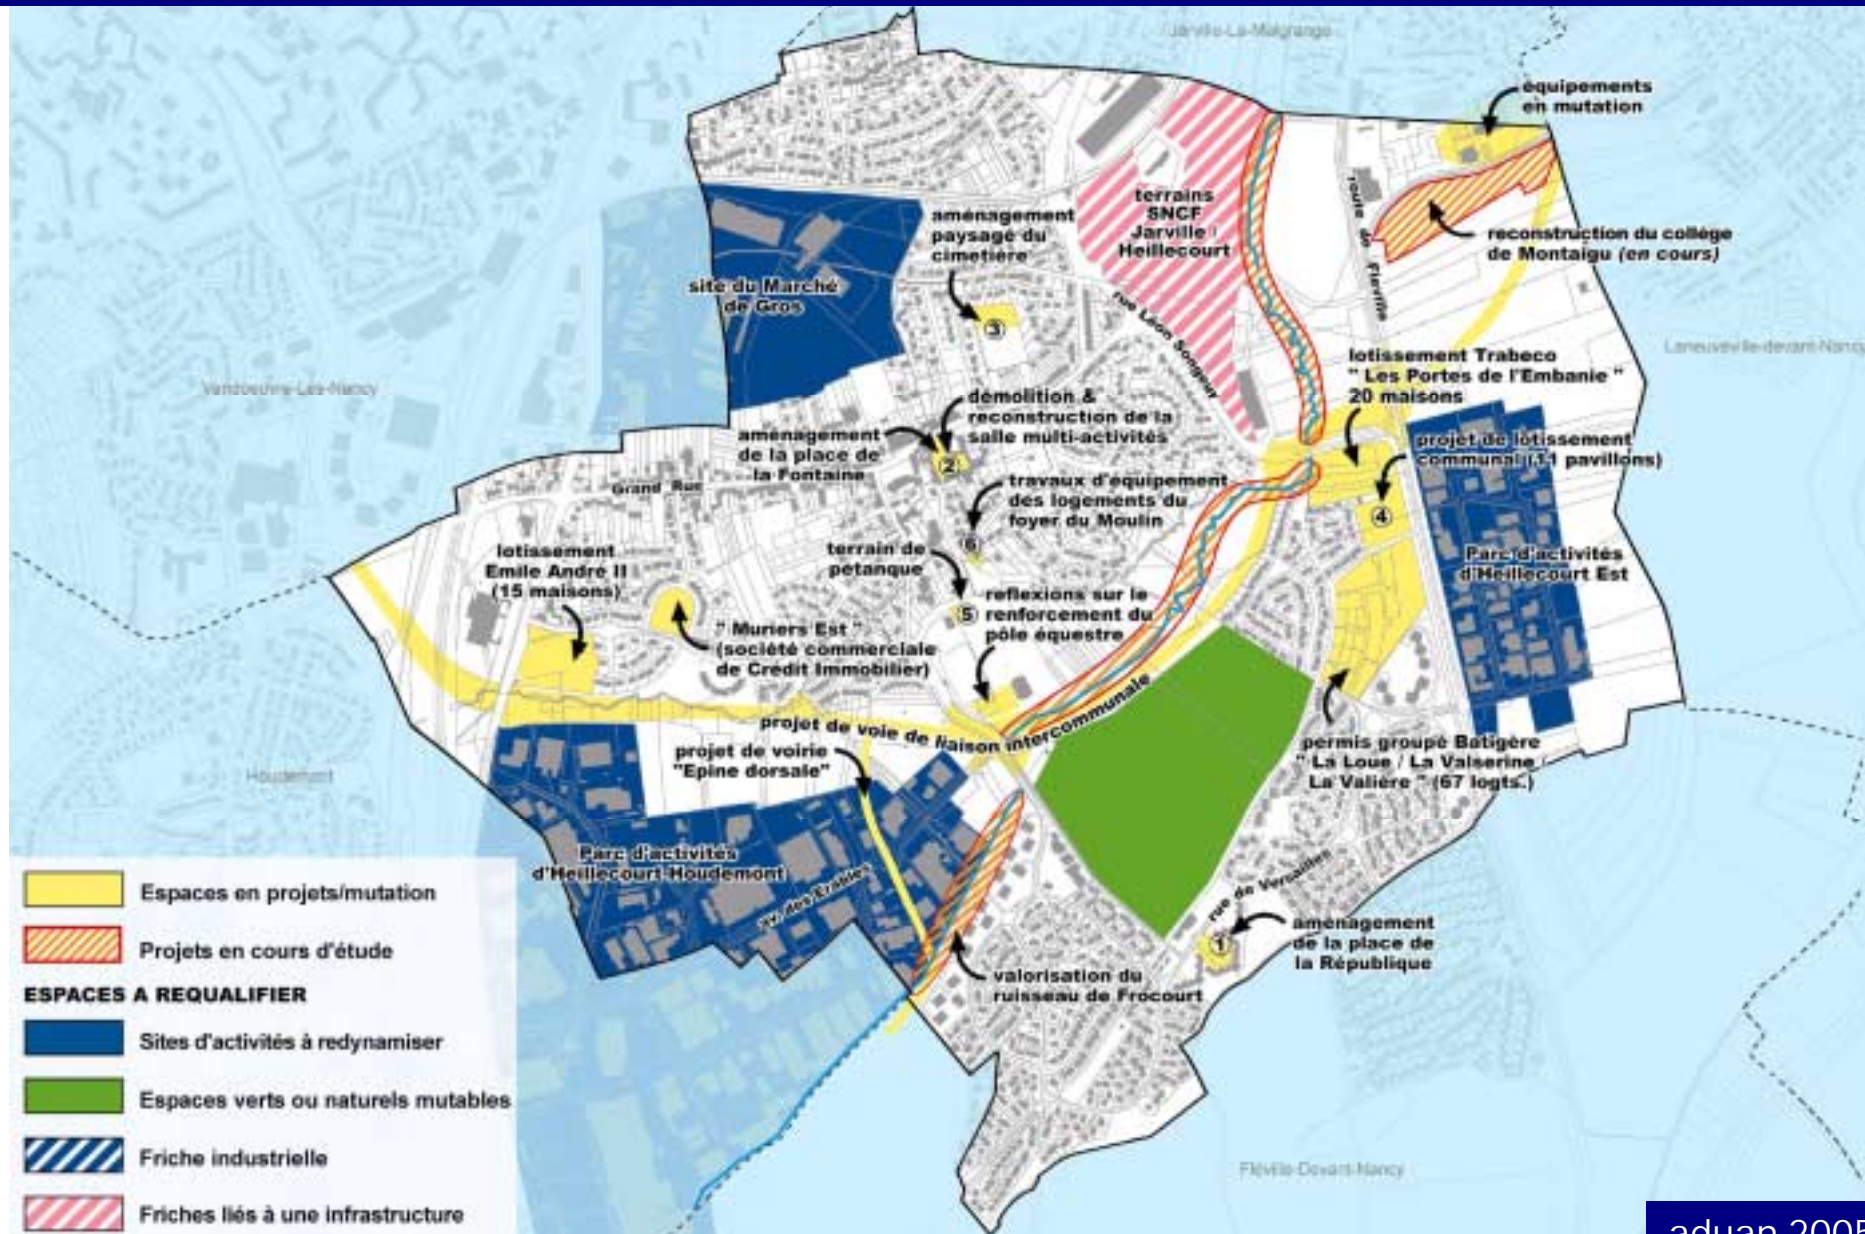 Jarville-La-Malgrange
équipements
en mutation
terrains
SNCF
Jarville /
Heillecourt
route de Fléville
aménagement
paysagé du
cimetière
reconstruction du collège
de Montaigu (en cours)
site du Marché
de Gros
③
rue Léon Songeur
Laneuveville-devant-Nancy
lotissement Trabeco
" Les Portes de l'Embanie "
20 maisons
Vandoeuvre-Lès-Nancy
démolition &
reconstruction de la
salle multi-activités
aménagement
de la place de
la Fontaine
②
projet de lotissement
communal (11 pavillons)
Grand Rue
travaux d'équipement
des logements du
foyer du Moulin
④
⑥
lotissement
Emile André II
(15 maisons)
terrain de
pétanque
⑤
Parc d'activités
d'Heillecourt Est
reflexions sur le
renforcement du
pôle équestre
" Muriers Est "
(société commerciale
de Crédit Immobilier)
projet de voie de liaison intercommunale
projet de voirie
"Epine dorsale"
permis groupé Batigère
" La Loue / La Valserine /
La Valière " (67 logts.)
Houdemont
Parc d'activités
d'Heillecourt-Houdemont
av. des Erables
rue de Versailles
①
aménagement
de la place de
la République
valorisation du
ruisseau de Frocourt
Fléville-Devant-Nancy
Espaces en projets/mutation
Projets en cours d'étude
ESPACES A REQUALIFIER
Sites d'activités à redynamiser
Espaces verts ou naturels mutables
Friche industrielle
Friches liés à une infrastructure
aduan 2005